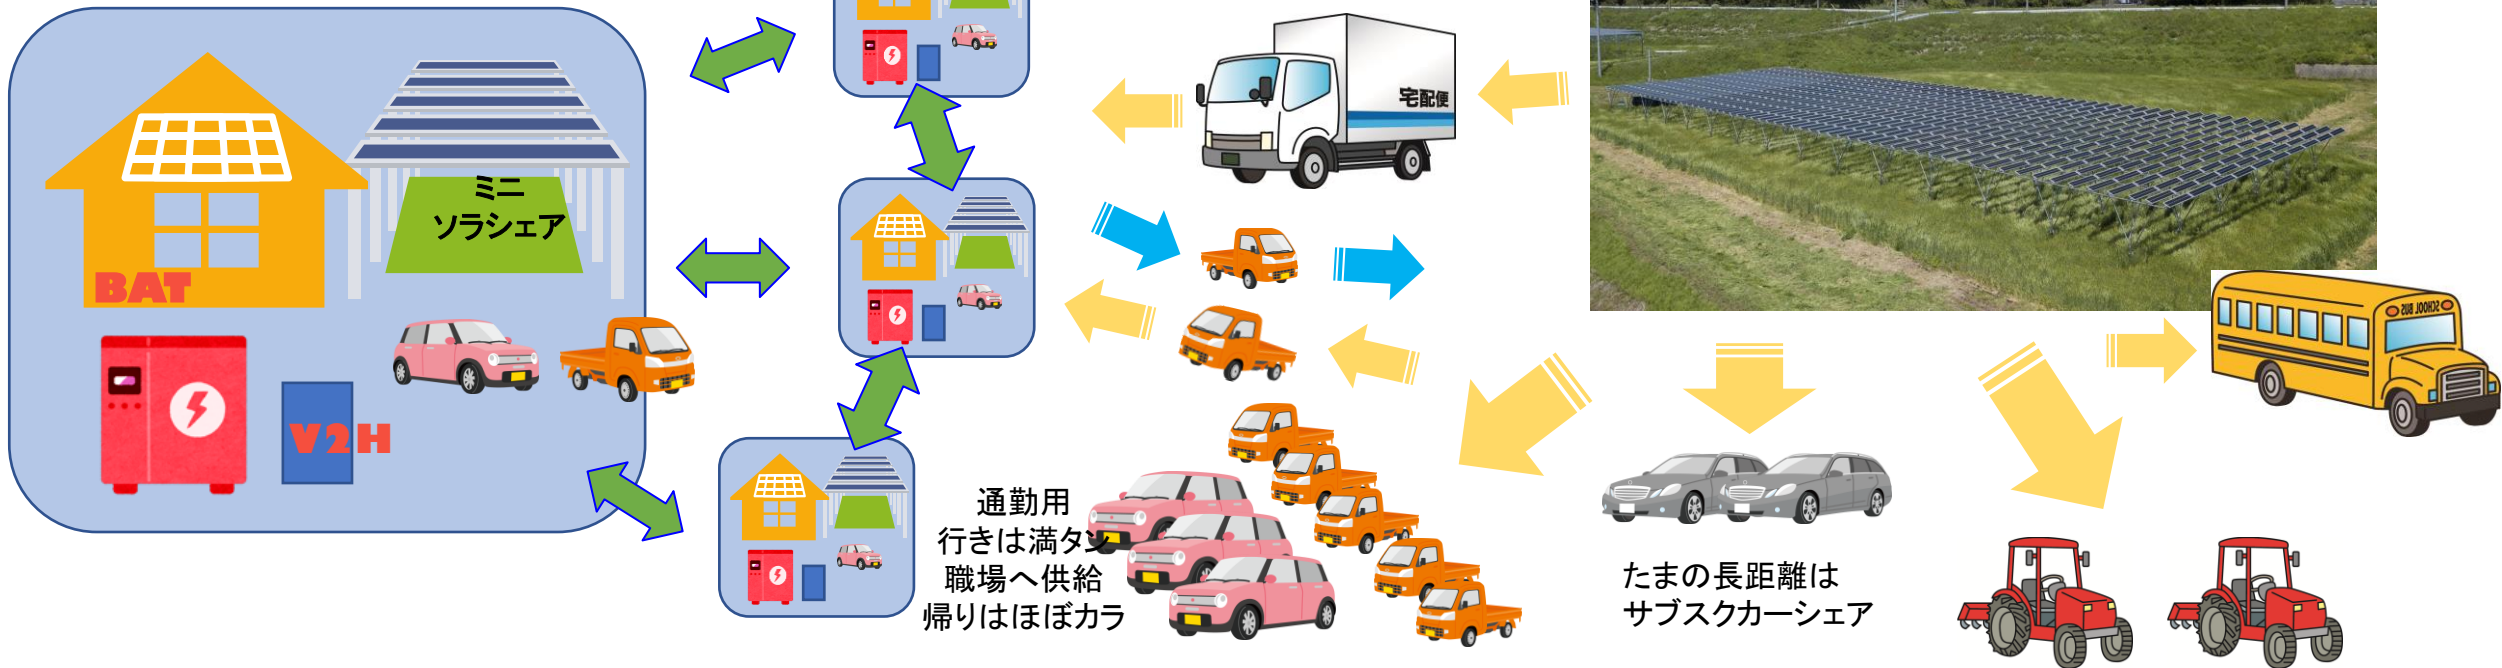 宅配便
ミニ
ソラシェア
BAT
V2H
SCHOOL BUS
通勤用
行きは満タン
職場へ供給
帰りはほぼカラ
たまの長距離は
サブスクカーシェア